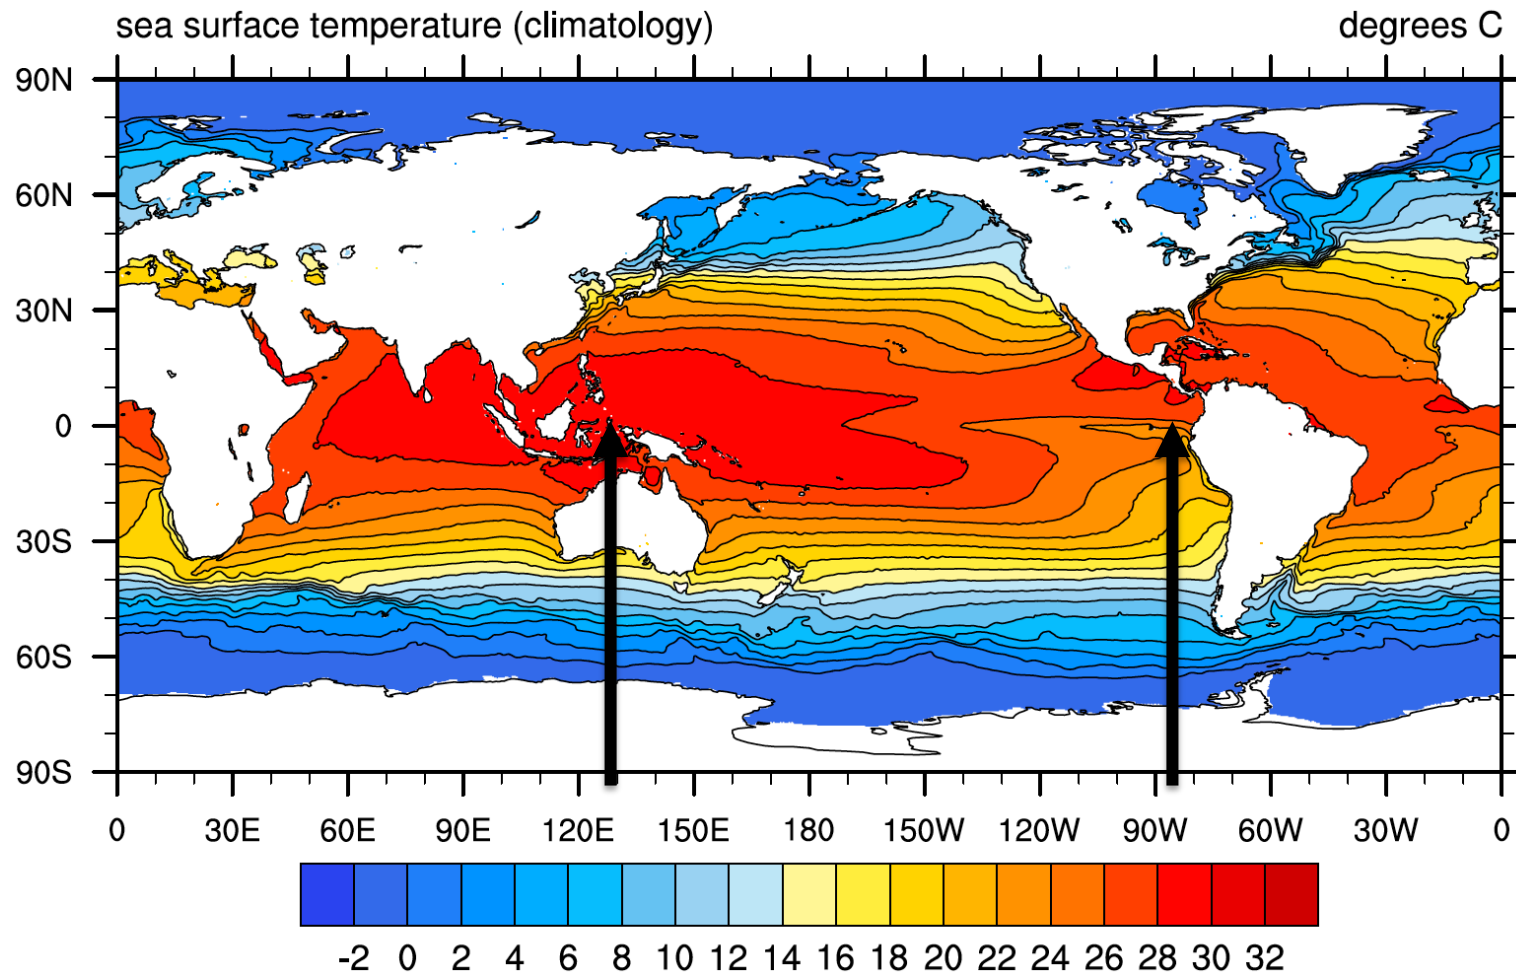 sea surface temperature (climatology) degrees C
90N
60N
30N
0
30S
60S
90S
0 30E 60E 90E 120E 150E 180 150W 120W 90W 60W 30W 0
-2 0 2 4 6 8 10 12 14 16 18 20 22 24 26 28 30 32